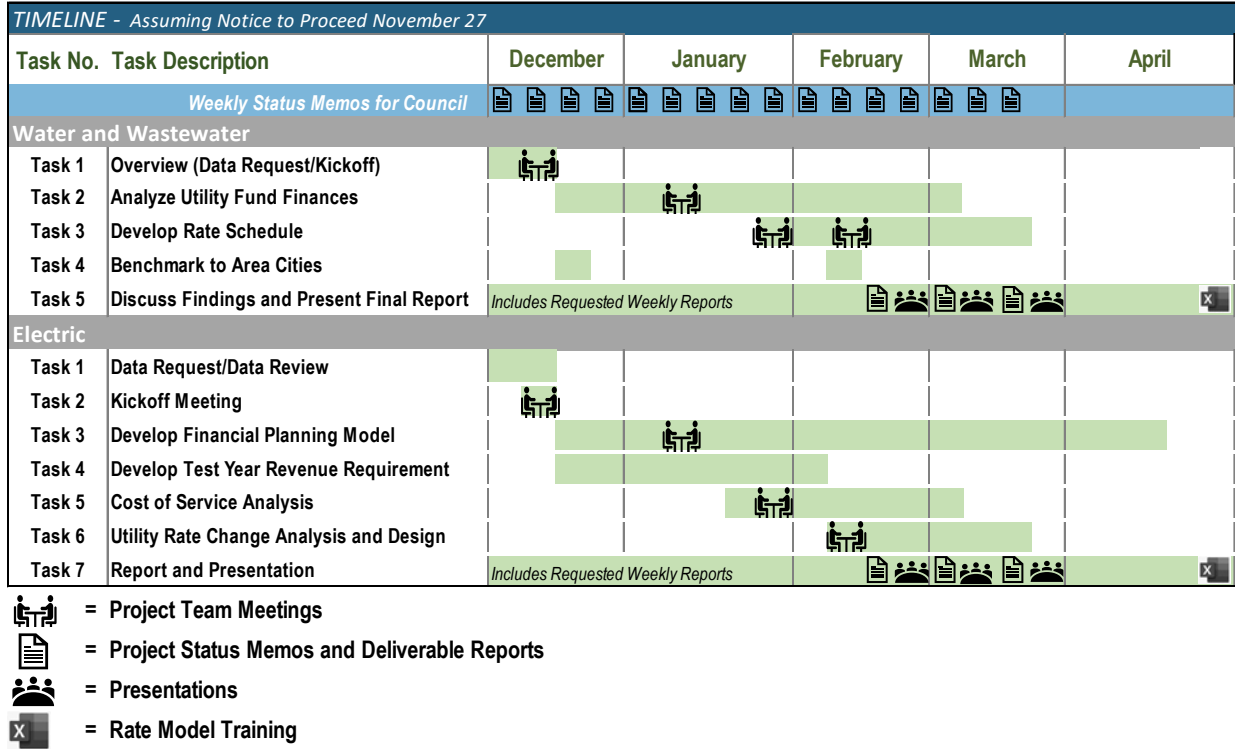 TIMELINE - Assuming Notice to Proceed November 27
Task No. Task Description December January February March April
Weekly Status Memos for Council
Water and Wastewater
Task 1 Overview (Data Request/Kickoff)
Task 2 Analyze Utility Fund Finances
Task 3 Develop Rate Schedule
Task 4 Benchmark to Area Cities
Task 5 Discuss Findings and Present Final Report Includes Requested Weekly Reports X
Electric
Task 1 Data Request/Data Review
Task 2 Kickoff Meeting
Task 3 Develop Financial Planning Model
Task 4 Develop Test Year Revenue Requirement
Task 5 Cost of Service Analysis
Task 6 Utility Rate Change Analysis and Design
Task 7 Report and Presentation Includes Requested Weekly Reports X
= Project Team Meetings
= Project Status Memos and Deliverable Reports
= Presentations
X = Rate Model Training